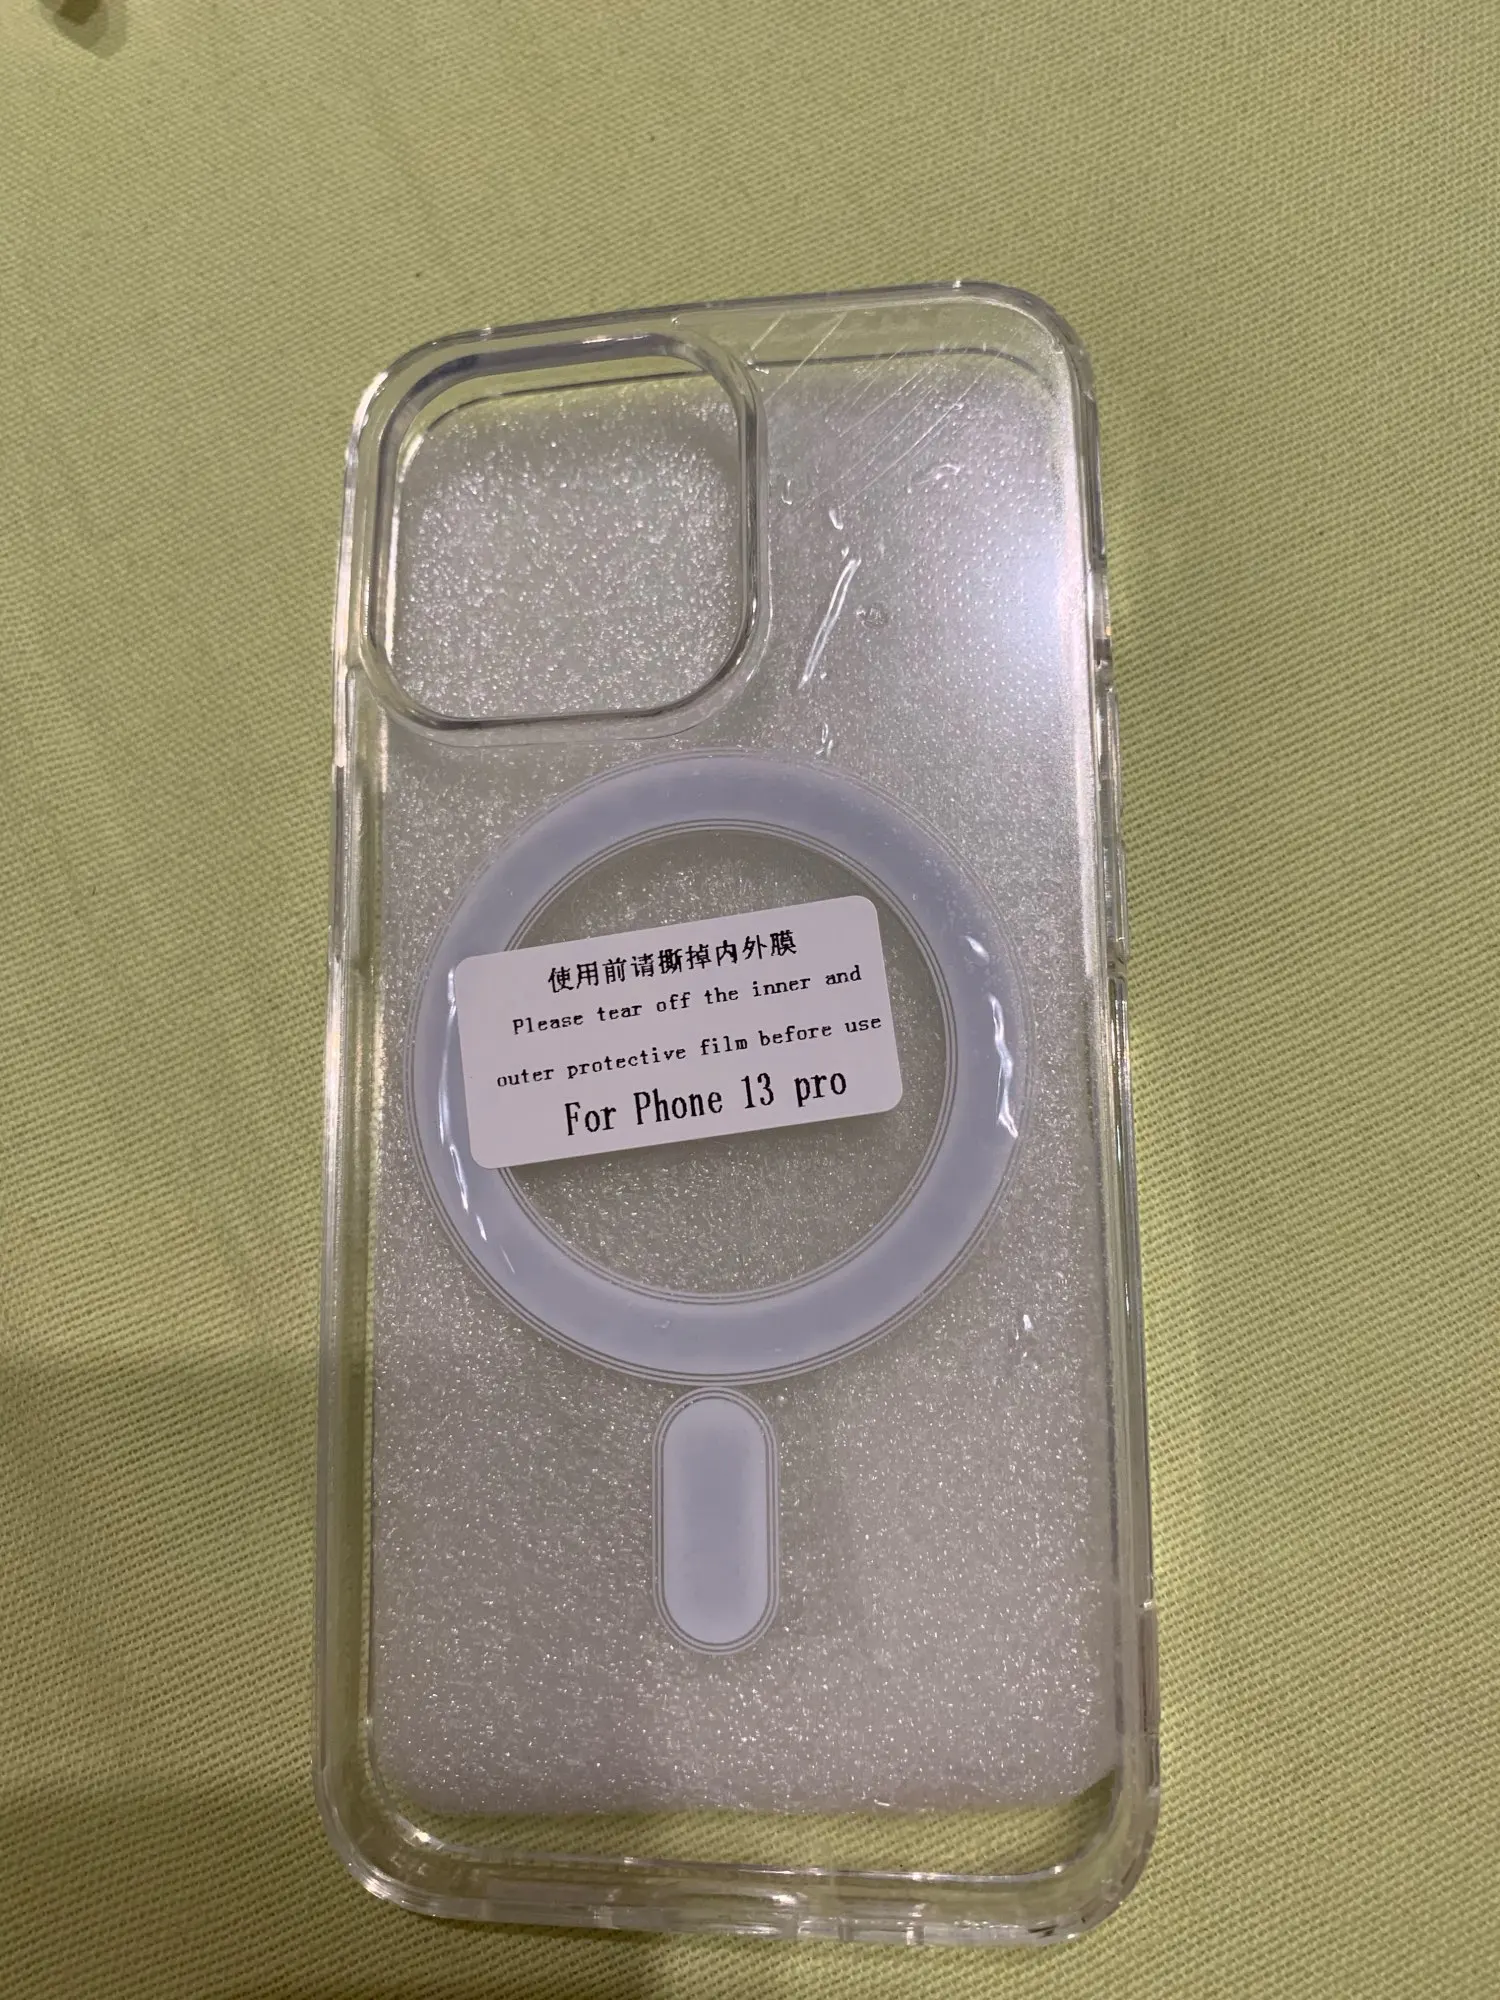 使用前请撕掉内外膜
Please tear off the inner and
outer protective film before use
For Phone 13 pro